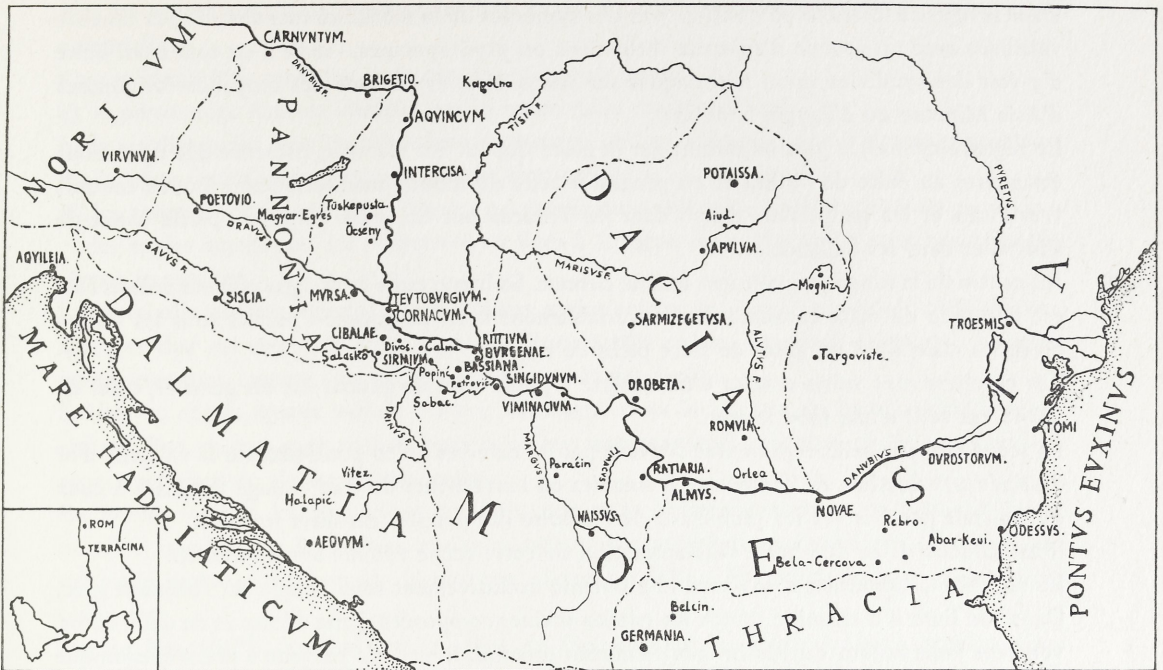 NORICVM
CARNVNTVM.
DANVBIVS F.
BRIGETIO.
Kapolna
AQVINCVM.
TISIA R.
PANNONIA
VIRVNVM.
INTERCISA.
POTAISSA.
PYRETVS F.
POETOVIO.
Magyar-Egres
Tüskepusta.
Öcsény
DRAVVS R.
Aiud.
APVLVM.
DACIA
SAVVS F.
AQVILEIA.
MARISVS F.
SISCIA.
MVRSA.
TEVTOBVRGIVM.
CORNACVM.
Moghiz
SARMIZEGETVSA.
ALVTVS F.
TROESMIS
CIBALAE.
Divos.
Calma
RITTIVM.
BVRGENAE.
Salasko
SIRMIVM
BASSIANA.
Popinc.
Petrovic
SINGIDVNVM.
Targoviste.
DROBETA.
Sabac.
VIMINACIVM.
DALMATIA
MARE HADRIATICVM
DRINVS F.
MARGVS R.
TIMACVS R.
ROMVLA
TOMI
DVROSTORVM.
DANVBIVS F.
Vitez.
Paraćin
RATIARIA.
Orlea
Halapić.
ALMVS.
NOVAE.
MOESIA
NAISSVS.
Rébro.
ODESSVS.
Abar-Kevi.
AEQVVM.
Bela-Cercova
PONTVS EVXINVS
ROM
TERRACINA
Belcin.
GERMANIA.
THRACIA